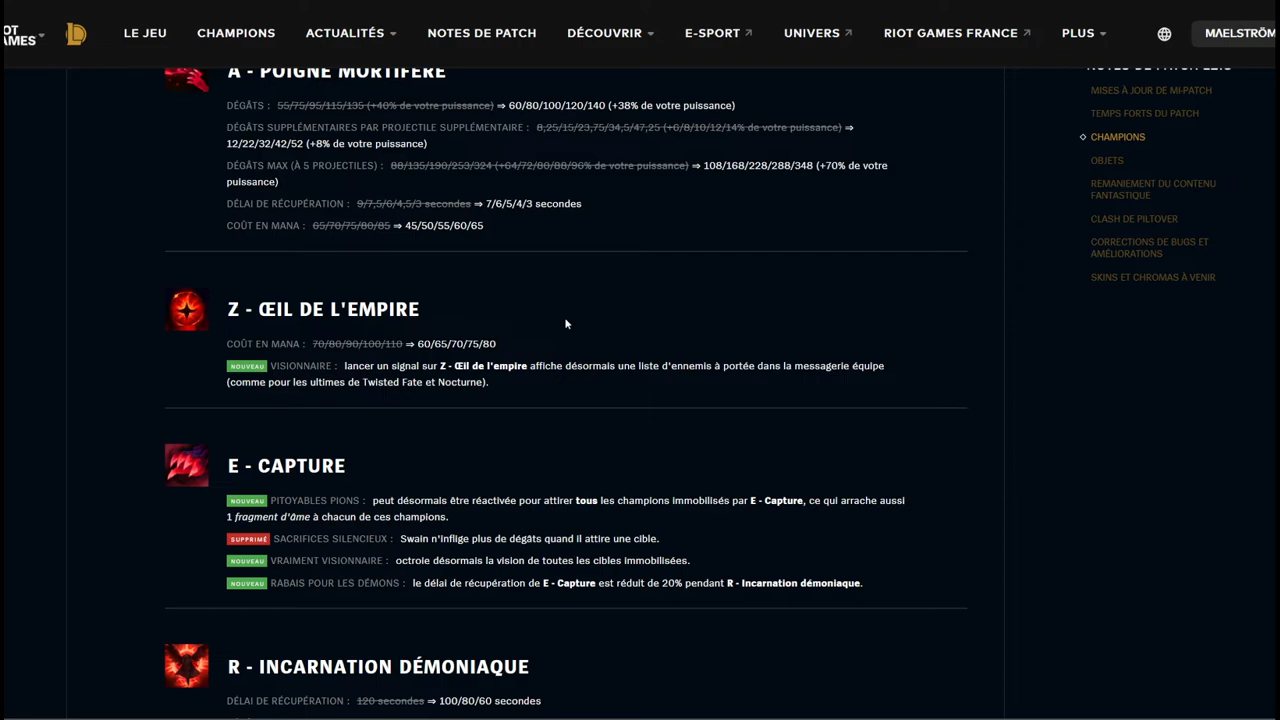 OT
AMES
LE JEU CHAMPIONS ACTUALITÉS NOTES DE PATCH DÉCOUVRIR E-SPORT UNIVERS RIOT GAMES FRANCE PLUS MAELSTRÖM
A - POIGNE MORTIFÈRE
DÉGÂTS : 55/75/95/115/135 (+40% de votre puissance) ⇒ 60/80/100/120/140 (+38% de votre puissance)
DÉGÂTS SUPPLÉMENTAIRES PAR PROJECTILE SUPPLÉMENTAIRE : 8,25/15/23,75/34,5/47,25 (+6/8/10/12/14% de votre puissance) ⇒
12/22/32/42/52 (+8% de votre puissance)
DÉGÂTS MAX (À 5 PROJECTILES) : 88/135/190/253/324 (+64/72/80/88/96% de votre puissance) ⇒ 108/168/228/288/348 (+70% de votre
puissance)
DÉLAI DE RÉCUPÉRATION : 9/7,5/6/4,5/3 secondes ⇒ 7/6/5/4/3 secondes
COÛT EN MANA : 65/70/75/80/85 ⇒ 45/50/55/60/65
Z - ŒIL DE L'EMPIRE
COÛT EN MANA : 70/80/90/100/110 ⇒ 60/65/70/75/80
NOUVEAU VISIONNAIRE : lancer un signal sur Z - Œil de l'empire affiche désormais une liste d'ennemis à portée dans la messagerie équipe
(comme pour les ultimes de Twisted Fate et Nocturne).
E - CAPTURE
NOUVEAU PITOYABLES PIONS : peut désormais être réactivée pour attirer tous les champions immobilisés par E - Capture, ce qui arrache aussi
1 fragment d'âme à chacun de ces champions.
SUPPRIMÉ SACRIFICES SILENCIEUX : Swain n'inflige plus de dégâts quand il attire une cible.
NOUVEAU VRAIMENT VISIONNAIRE : octroie désormais la vision de toutes les cibles immobilisées.
NOUVEAU RABAIS POUR LES DÉMONS : le délai de récupération de E - Capture est réduit de 20% pendant R - Incarnation démoniaque.
R - INCARNATION DÉMONIAQUE
DÉLAI DE RÉCUPÉRATION : 120 secondes ⇒ 100/80/60 secondes
NOTES DE PATCH
MISES À JOUR DE MI-PATCH
TEMPS FORTS DU PATCH
CHAMPIONS
OBJETS
REMANIEMENT DU CONTENU
FANTASTIQUE
CLASH DE PILTOVER
CORRECTIONS DE BUGS ET
AMÉLIORATIONS
SKINS ET CHROMAS À VENIR